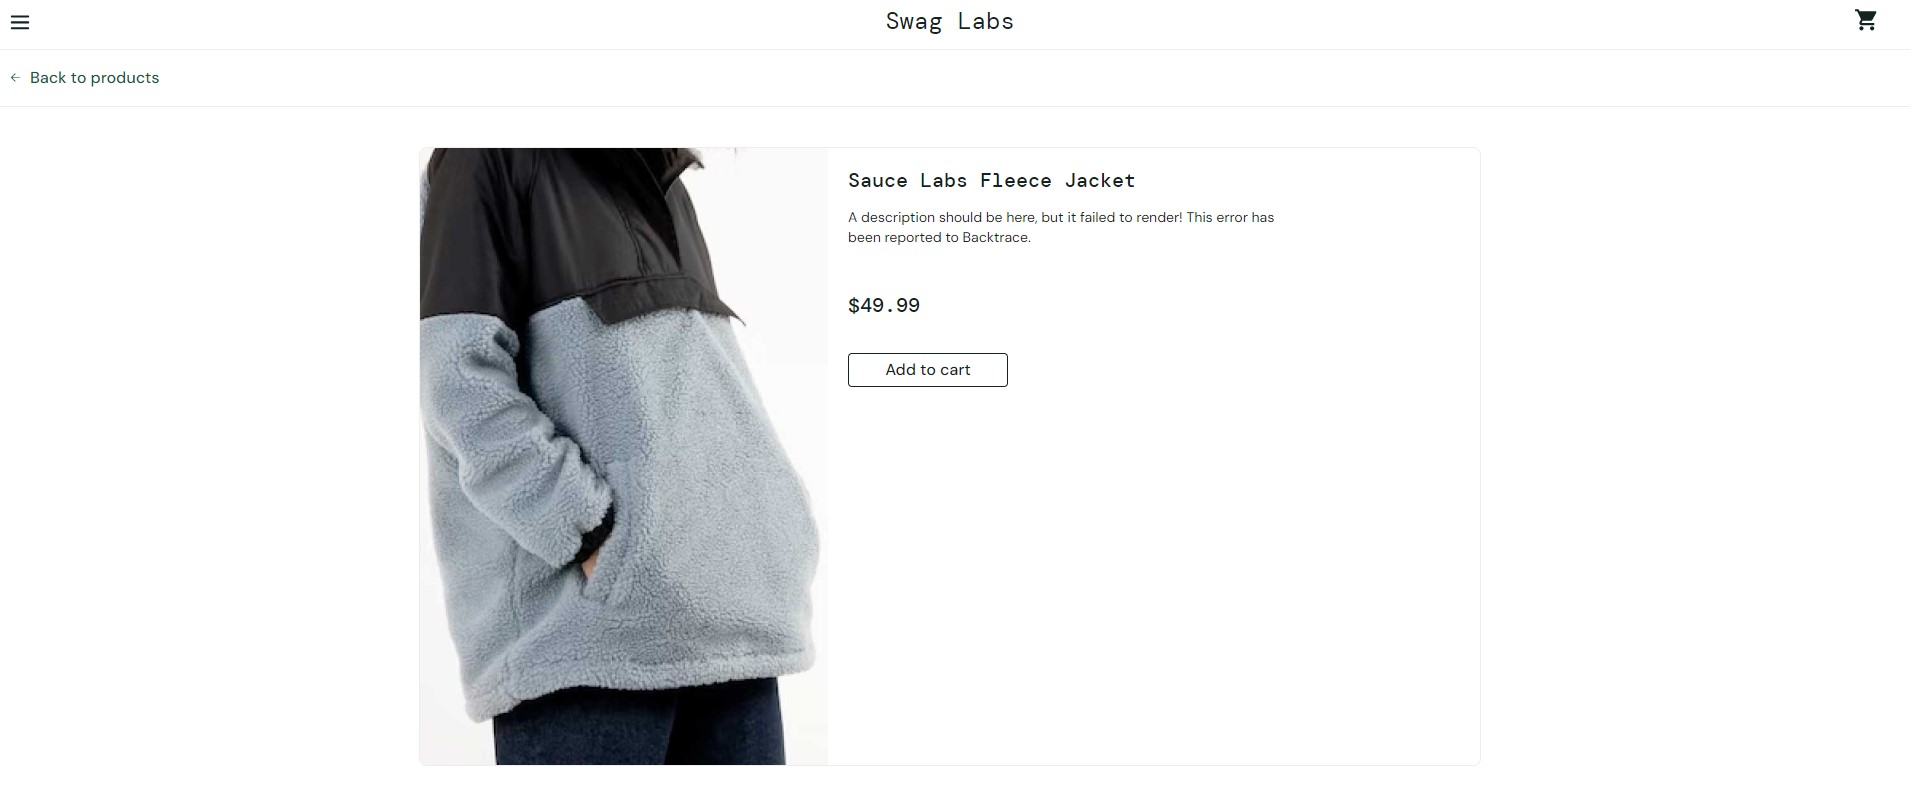 Swag Labs
Back to products
Sauce Labs Fleece Jacket
A description should be here, but it failed to render! This error has
been reported to Backtrace.
$49.99
Add to cart